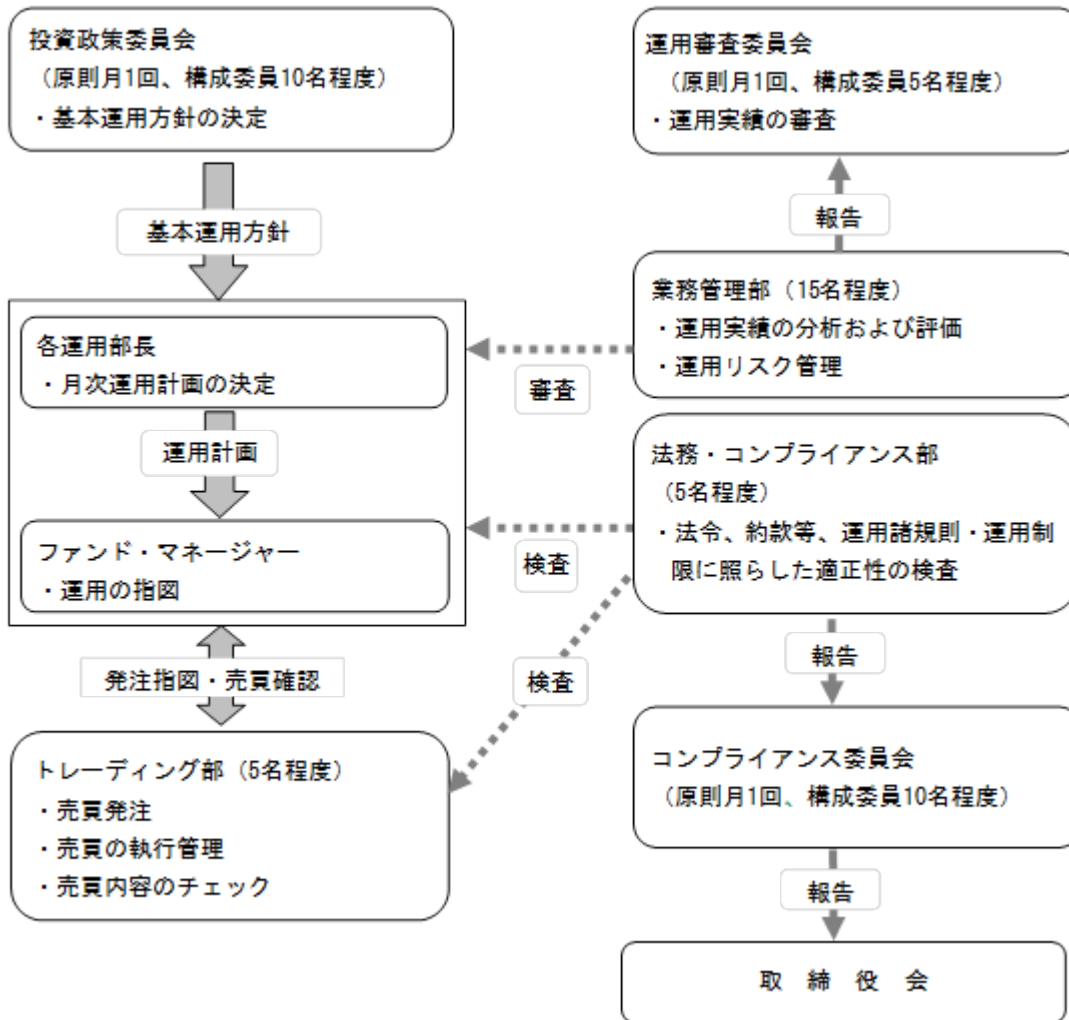 投資政策委員会
（原則月1回、構成委員10名程度）
・基本運用方針の決定
基本運用方針
各運用部長
・月次運用計画の決定
運用計画
ファンド・マネージャー
・運用の指図
発注指図・売買確認
トレーディング部（5名程度）
・売買発注
・売買の執行管理
・売買内容のチェック
運用審査委員会
（原則月1回、構成委員5名程度）
・運用実績の審査
報告
業務管理部（15名程度）
・運用実績の分析および評価
・運用リスク管理
審査
法務・コンプライアンス部
（5名程度）
・法令、約款等、運用諸規則・運用制
限に照らした適正性の検査
検査
検査
報告
コンプライアンス委員会
（原則月1回、構成委員10名程度）
報告
取　締　役　会